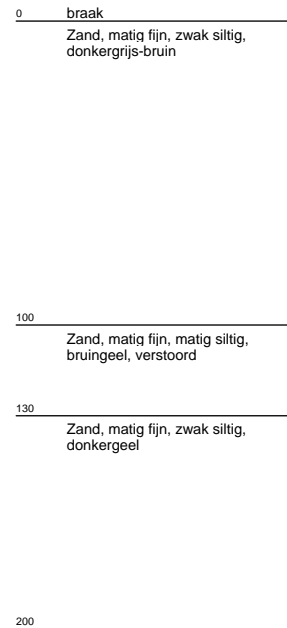 0 braak
Zand, matig fijn, zwak siltig,
donkergrijs-bruin
100
Zand, matig fijn, matig siltig,
bruingeel, verstoord
130
Zand, matig fijn, zwak siltig,
donkergeel
200